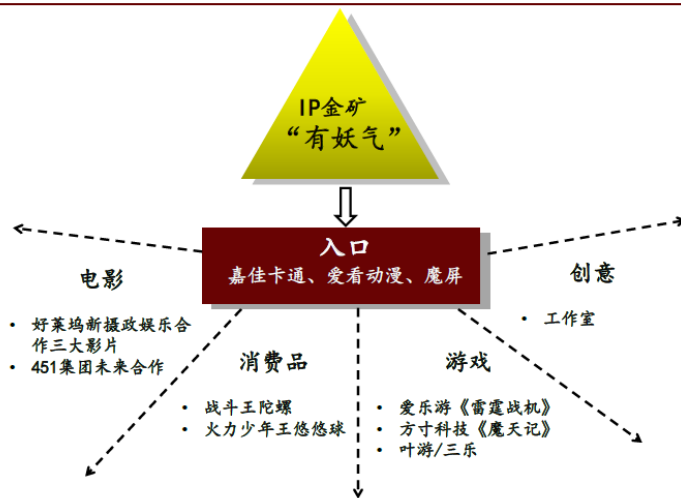 IP金矿
“有妖气”
入口
嘉佳卡通、爱看动漫、魔屏
电影
• 好莱坞新摄政娱乐合
作三大影片
• 451集团未来合作
消费品
• 战斗王陀螺
• 火力少年王悠悠球
游戏
• 爱乐游《雷霆战机》
• 方寸科技《魔天记》
• 叶游/三乐
创意
• 工作室